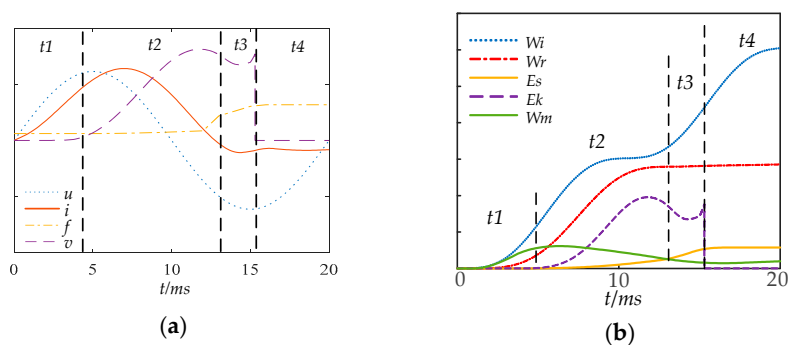 t1 t2 t3 t4
u
i
f
v
0 5 10 15 20
t/ms
(a)
Wi
Wr
Es
Ek
Wm
t1 t2 t3 t4
0 10 20
t/ms
(b)